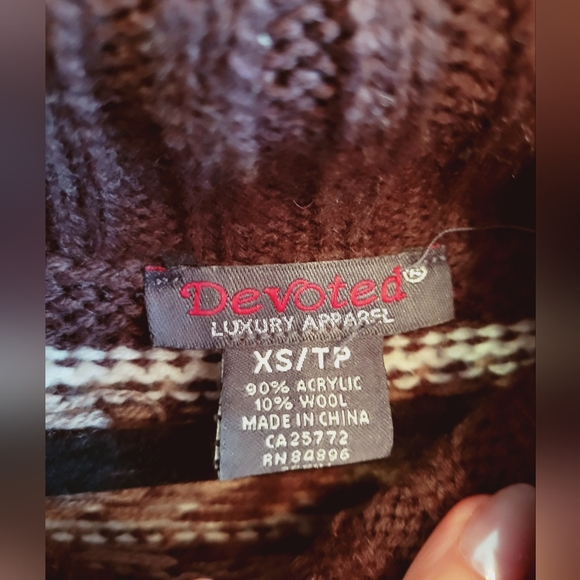 Devoted®
LUXURY APPAREL
XS/TP
90% ACRYLIC
10% WOOL
MADE IN CHINA
CA25772
RN84896